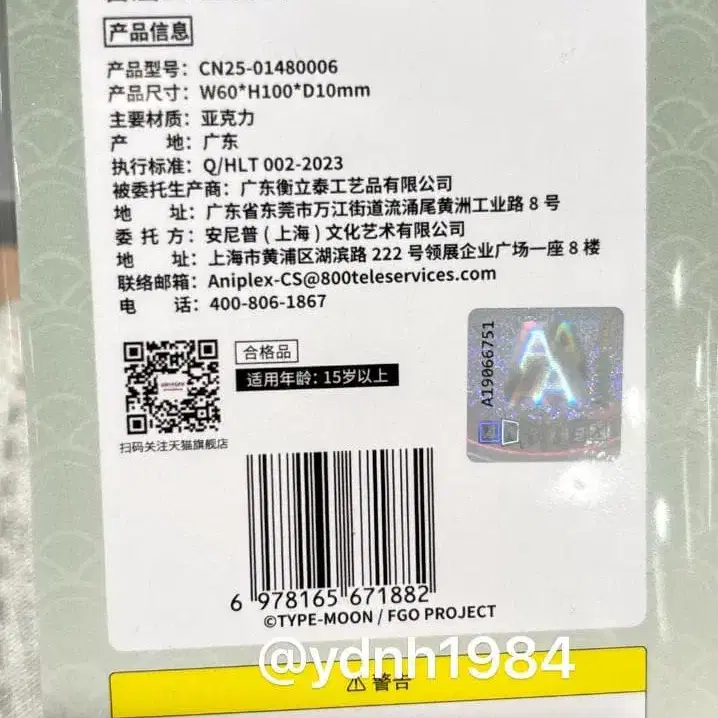 产品信息
产品型号：CN25-01480006
产品尺寸：W60*H100*D10mm
主要材质：亚克力
产　　地：广东
执行标准：Q/HLT 002-2023
被委托生产商：广东衡立泰工艺品有限公司
地　　址：广东省东莞市万江街道流涌尾黄洲工业路 8 号
委 托 方：安尼普（上海）文化艺术有限公司
地　　址：上海市黄浦区湖滨路 222 号领展企业广场一座 8 楼
联络邮箱：Aniplex-CS@800teleservices.com
电　　话：400-806-1867
合格品
适用年龄：15岁以上
扫码关注天猫旗舰店
A19066751
AA
6 978165 671882
©TYPE-MOON / FGO PROJECT
@ydnh1984
⚠ 警告